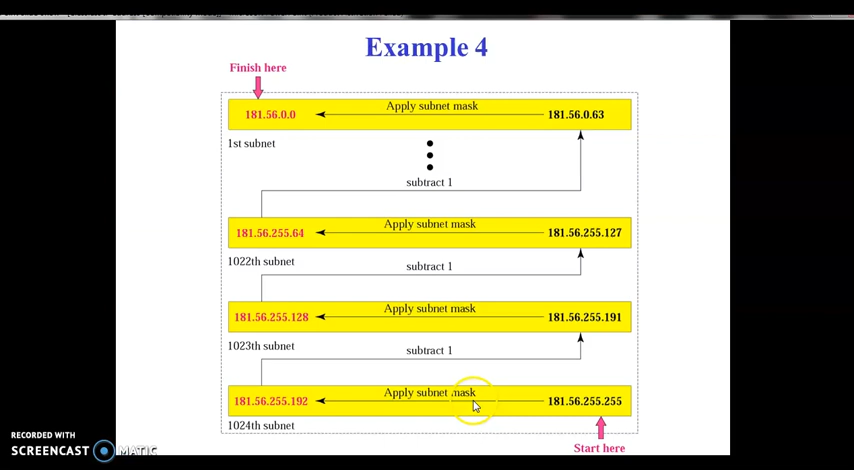 Example 4
Finish here
Apply subnet mask
181.56.0.0
181.56.0.63
1st subnet
subtract 1
Apply subnet mask
181.56.255.64
181.56.255.127
1022th subnet
subtract 1
Apply subnet mask
181.56.255.128
181.56.255.191
1023th subnet
subtract 1
Apply subnet mask
181.56.255.192
181.56.255.255
1024th subnet
Start here
RECORDED WITH
SCREENCAST MATIC